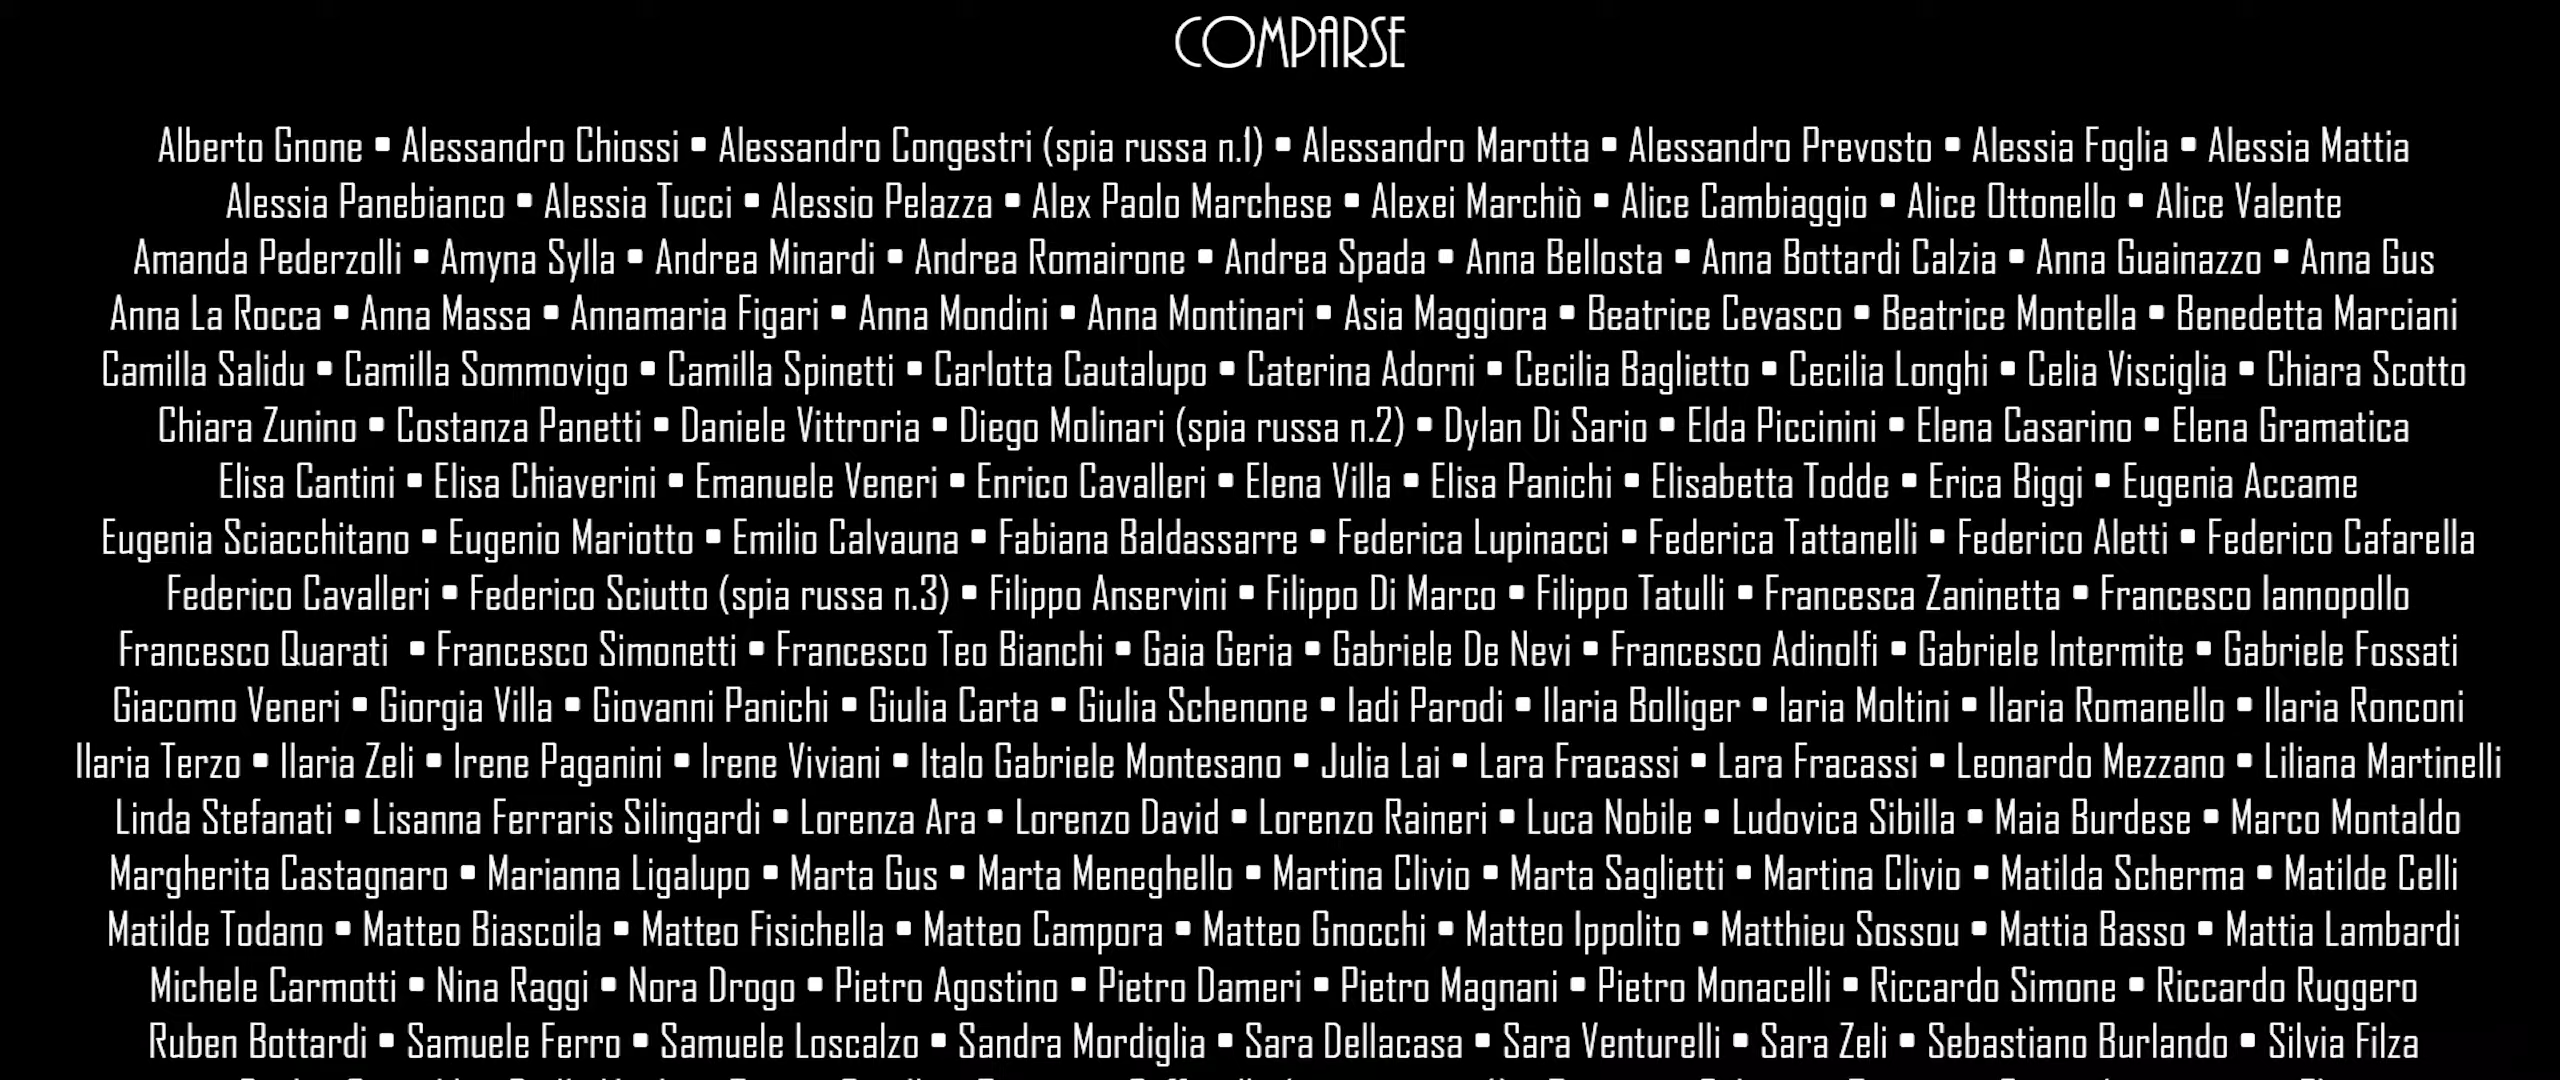 COMPARSE
Alberto Gnone ▪ Alessandro Chiossi ▪ Alessandro Congestri (spia russa n.1) ▪ Alessandro Marotta ▪ Alessandro Prevosto ▪ Alessia Foglia ▪ Alessia Mattia
Alessia Panebianco ▪ Alessia Tucci ▪ Alessio Pelazza ▪ Alex Paolo Marchese ▪ Alexei Marchiò ▪ Alice Cambiaggio ▪ Alice Ottonello ▪ Alice Valente
Amanda Pederzolli ▪ Amyna Sylla ▪ Andrea Minardi ▪ Andrea Romairone ▪ Andrea Spada ▪ Anna Bellosta ▪ Anna Bottardi Calzia ▪ Anna Guainazzo ▪ Anna Gus
Anna La Rocca ▪ Anna Massa ▪ Annamaria Figari ▪ Anna Mondini ▪ Anna Montinari ▪ Asia Maggiora ▪ Beatrice Cevasco ▪ Beatrice Montella ▪ Benedetta Marciani
Camilla Salidu ▪ Camilla Sommovigo ▪ Camilla Spinetti ▪ Carlotta Cautalupo ▪ Caterina Adorni ▪ Cecilia Baglietto ▪ Cecilia Longhi ▪ Celia Visciglia ▪ Chiara Scotto
Chiara Zunino ▪ Costanza Panetti ▪ Daniele Vittroria ▪ Diego Molinari (spia russa n.2) ▪ Dylan Di Sario ▪ Elda Piccinini ▪ Elena Casarino ▪ Elena Gramatica
Elisa Cantini ▪ Elisa Chiaverini ▪ Emanuele Veneri ▪ Enrico Cavalleri ▪ Elena Villa ▪ Elisa Panichi ▪ Elisabetta Todde ▪ Erica Biggi ▪ Eugenia Accame
Eugenia Sciacchitano ▪ Eugenio Mariotto ▪ Emilio Calvauna ▪ Fabiana Baldassarre ▪ Federica Lupinacci ▪ Federica Tattanelli ▪ Federico Aletti ▪ Federico Cafarella
Federico Cavalleri ▪ Federico Sciutto (spia russa n.3) ▪ Filippo Anservini ▪ Filippo Di Marco ▪ Filippo Tatulli ▪ Francesca Zaninetta ▪ Francesco Iannopollo
Francesco Quarati ▪ Francesco Simonetti ▪ Francesco Teo Bianchi ▪ Gaia Geria ▪ Gabriele De Nevi ▪ Francesco Adinolfi ▪ Gabriele Intermite ▪ Gabriele Fossati
Giacomo Veneri ▪ Giorgia Villa ▪ Giovanni Panichi ▪ Giulia Carta ▪ Giulia Schenone ▪ Iadi Parodi ▪ Ilaria Bolliger ▪ Iaria Moltini ▪ Ilaria Romanello ▪ Ilaria Ronconi
Ilaria Terzo ▪ Ilaria Zeli ▪ Irene Paganini ▪ Irene Viviani ▪ Italo Gabriele Montesano ▪ Julia Lai ▪ Lara Fracassi ▪ Lara Fracassi ▪ Leonardo Mezzano ▪ Liliana Martinelli
Linda Stefanati ▪ Lisanna Ferraris Silingardi ▪ Lorenza Ara ▪ Lorenzo David ▪ Lorenzo Raineri ▪ Luca Nobile ▪ Ludovica Sibilla ▪ Maia Burdese ▪ Marco Montaldo
Margherita Castagnaro ▪ Marianna Ligalupo ▪ Marta Gus ▪ Marta Meneghello ▪ Martina Clivio ▪ Marta Saglietti ▪ Martina Clivio ▪ Matilda Scherma ▪ Matilde Celli
Matilde Todano ▪ Matteo Biascoila ▪ Matteo Fisichella ▪ Matteo Campora ▪ Matteo Gnocchi ▪ Matteo Ippolito ▪ Matthieu Sossou ▪ Mattia Basso ▪ Mattia Lambardi
Michele Carmotti ▪ Nina Raggi ▪ Nora Drogo ▪ Pietro Agostino ▪ Pietro Dameri ▪ Pietro Magnani ▪ Pietro Monacelli ▪ Riccardo Simone ▪ Riccardo Ruggero
Ruben Bottardi ▪ Samuele Ferro ▪ Samuele Loscalzo ▪ Sandra Mordiglia ▪ Sara Dellacasa ▪ Sara Venturelli ▪ Sara Zeli ▪ Sebastiano Burlando ▪ Silvia Filza